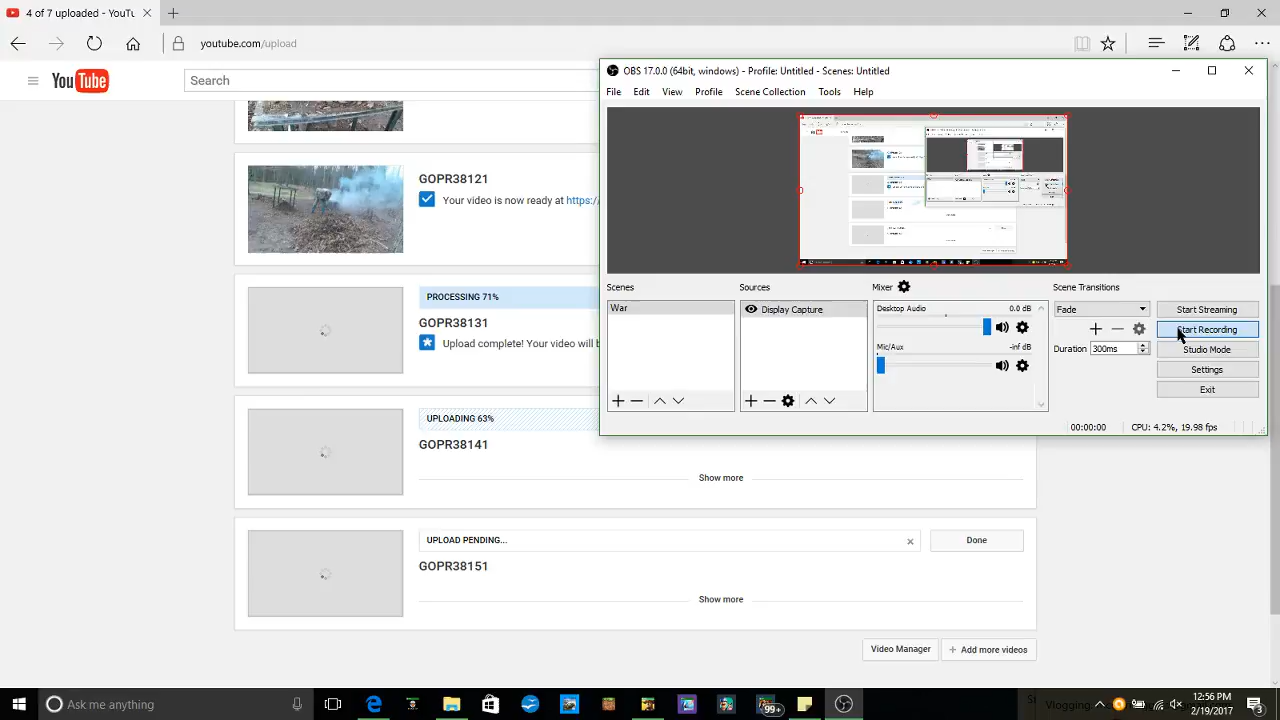 4 of 7 uploaded - YouTu
youtube.com/upload
YouTube
Search
GOPR38121
Your video is now ready at https:/
PROCESSING 71%
GOPR38131
Upload complete! Your video will b
UPLOADING 63%
GOPR38141
Show more
UPLOAD PENDING...
Done
GOPR38151
Show more
Video Manager
+ Add more videos
OBS 17.0.0 (64bit, windows) - Profile: Untitled - Scenes: Untitled
File Edit View Profile Scene Collection Tools Help
Scenes
Sources
Mixer
Scene Transitions
War
Display Capture
Desktop Audio
0.0 dB
Mic/Aux
-inf dB
Fade
Duration 300ms
Start Streaming
Start Recording
Studio Mode
Settings
Exit
00:00:00
CPU: 4.2%, 19.98 fps
Ask me anything
99+
Vlogging
12:56 PM
2/19/2017